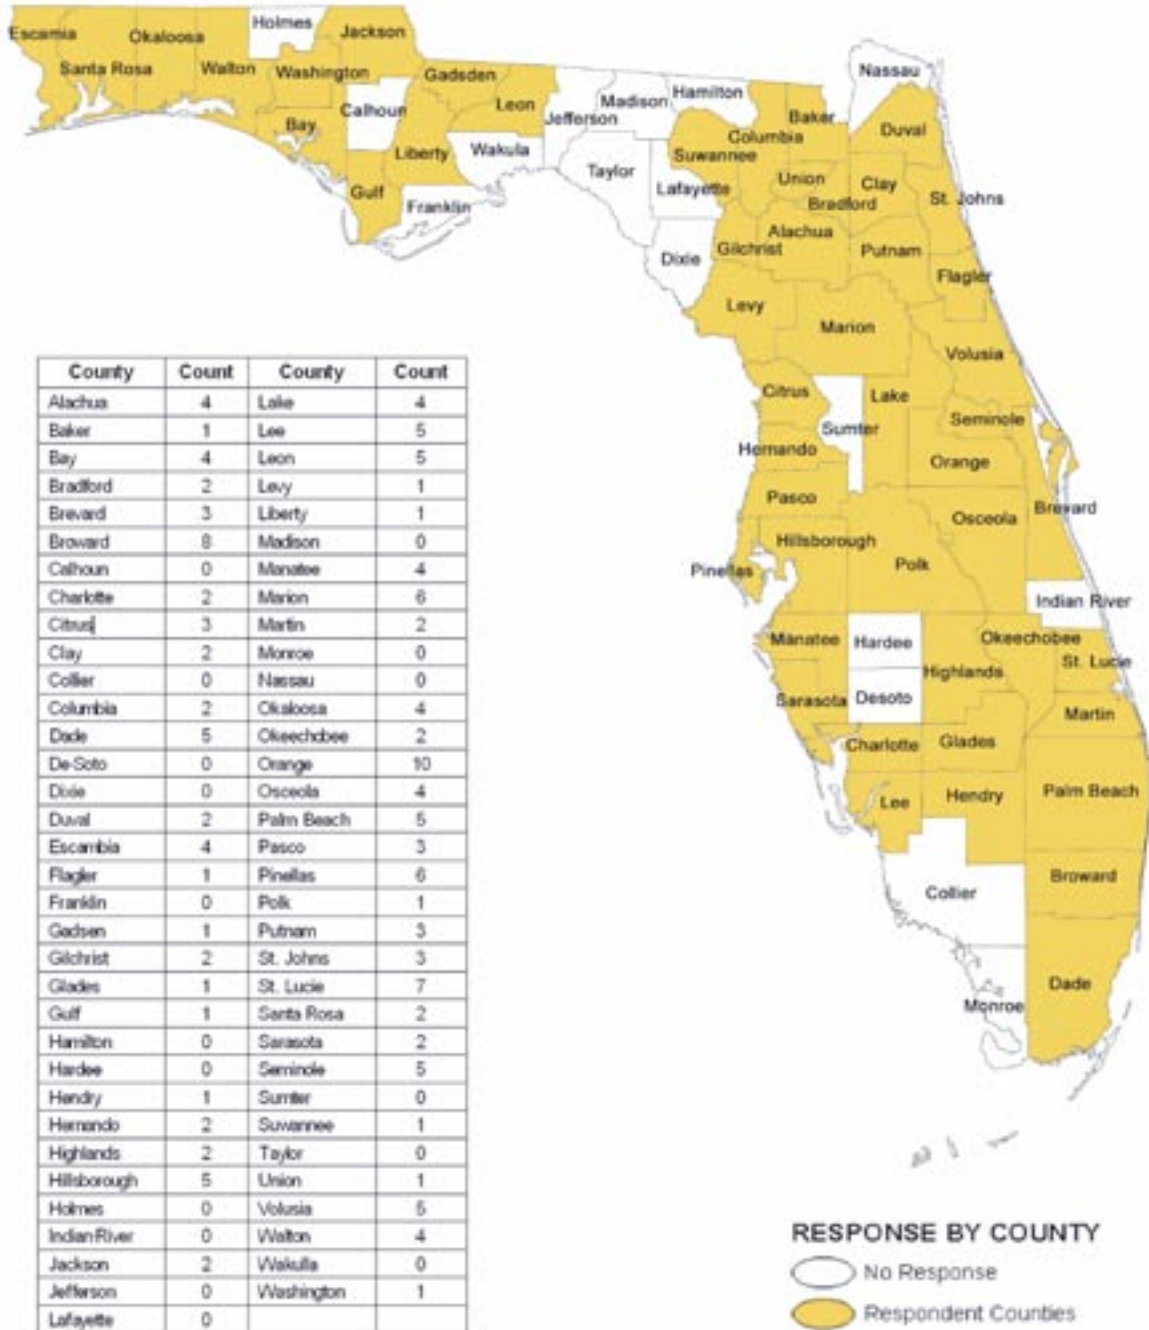 Holmes
Escamia
Okaloosa
Jackson
Santa Rosa
Walton
Washington
Gadsden
Calhoun
Leon
Bay
Liberty
Wakula
Gulf
Franklin
Jefferson
Madison
Hamilton
Taylor
Lafayette
Dixie
Nassau
Baker
Columbia
Duval
Suwannee
Union
Clay
Bradford
St. Johns
Alachua
Gilchrist
Putnam
Flagler
Levy
Marion
Volusia
Citrus
Lake
Sumter
Seminole
Hernando
Orange
Pasco
Osceola
Brevard
Hillsborough
Polk
Pinellas
Indian River
Manatee
Hardee
Okeechobee
Highlands
St. Lucie
Sarasota
Desoto
Martin
Charlotte
Glades
Lee
Hendry
Palm Beach
Collier
Broward
Monroe
Dade
County Count County Count
Alachua 4 Lake 4
Baker 1 Lee 5
Bay 4 Leon 5
Bradford 2 Levy 1
Brevard 3 Liberty 1
Broward 8 Madison 0
Calhoun 0 Manatee 4
Charlotte 2 Marion 6
Citrus 3 Martin 2
Clay 2 Monroe 0
Collier 0 Nassau 0
Columbia 2 Okaloosa 4
Dade 5 Okeechobee 2
De-Soto 0 Orange 10
Dixie 0 Osceola 4
Duval 2 Palm Beach 5
Escambia 4 Pasco 3
Flagler 1 Pinellas 6
Franklin 0 Polk 1
Gadsen 1 Putnam 3
Gilchrist 2 St. Johns 3
Glades 1 St. Lucie 7
Gulf 1 Santa Rosa 2
Hamilton 0 Sarasota 2
Hardee 0 Seminole 5
Hendry 1 Sumter 0
Hernando 2 Suwannee 1
Highlands 2 Taylor 0
Hillsborough 5 Union 1
Holmes 0 Volusia 5
Indian River 0 Walton 4
Jackson 2 Wakulla 0
Jefferson 0 Washington 1
Lafayette 0
RESPONSE BY COUNTY
No Response
Respondent Counties